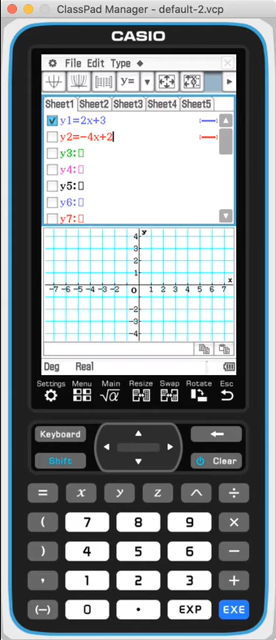 ClassPad Manager - default-2.vcp
CASIO
File Edit Type
Y=
Sheet1 Sheet2 Sheet3 Sheet4 Sheet5
y1=2x+3
y2=-4x+2
y3:
y4:
y5:
y6:
y7:
y
4
3
2
1
x
-7 -6 -5 -4 -3 -2 0 1 2 3 4 5 6 7
-2
-3
-4
Deg Real
Settings Menu Main Resize Swap Rotate Esc
√α
Keyboard
Shift Clear
= x y z ^ ÷
( 7 8 9 ×
) 4 5 6 −
, 1 2 3 +
(−) 0 . EXP EXE